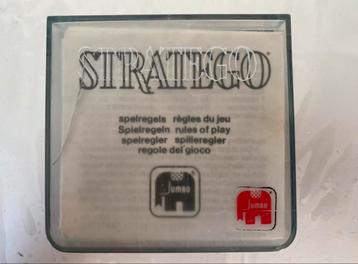 STRATEGO
spelregels règles du jeu
Spielregeln rules of play
spelregler spilleregler
regole del gioco
Jumbo
Jumbo